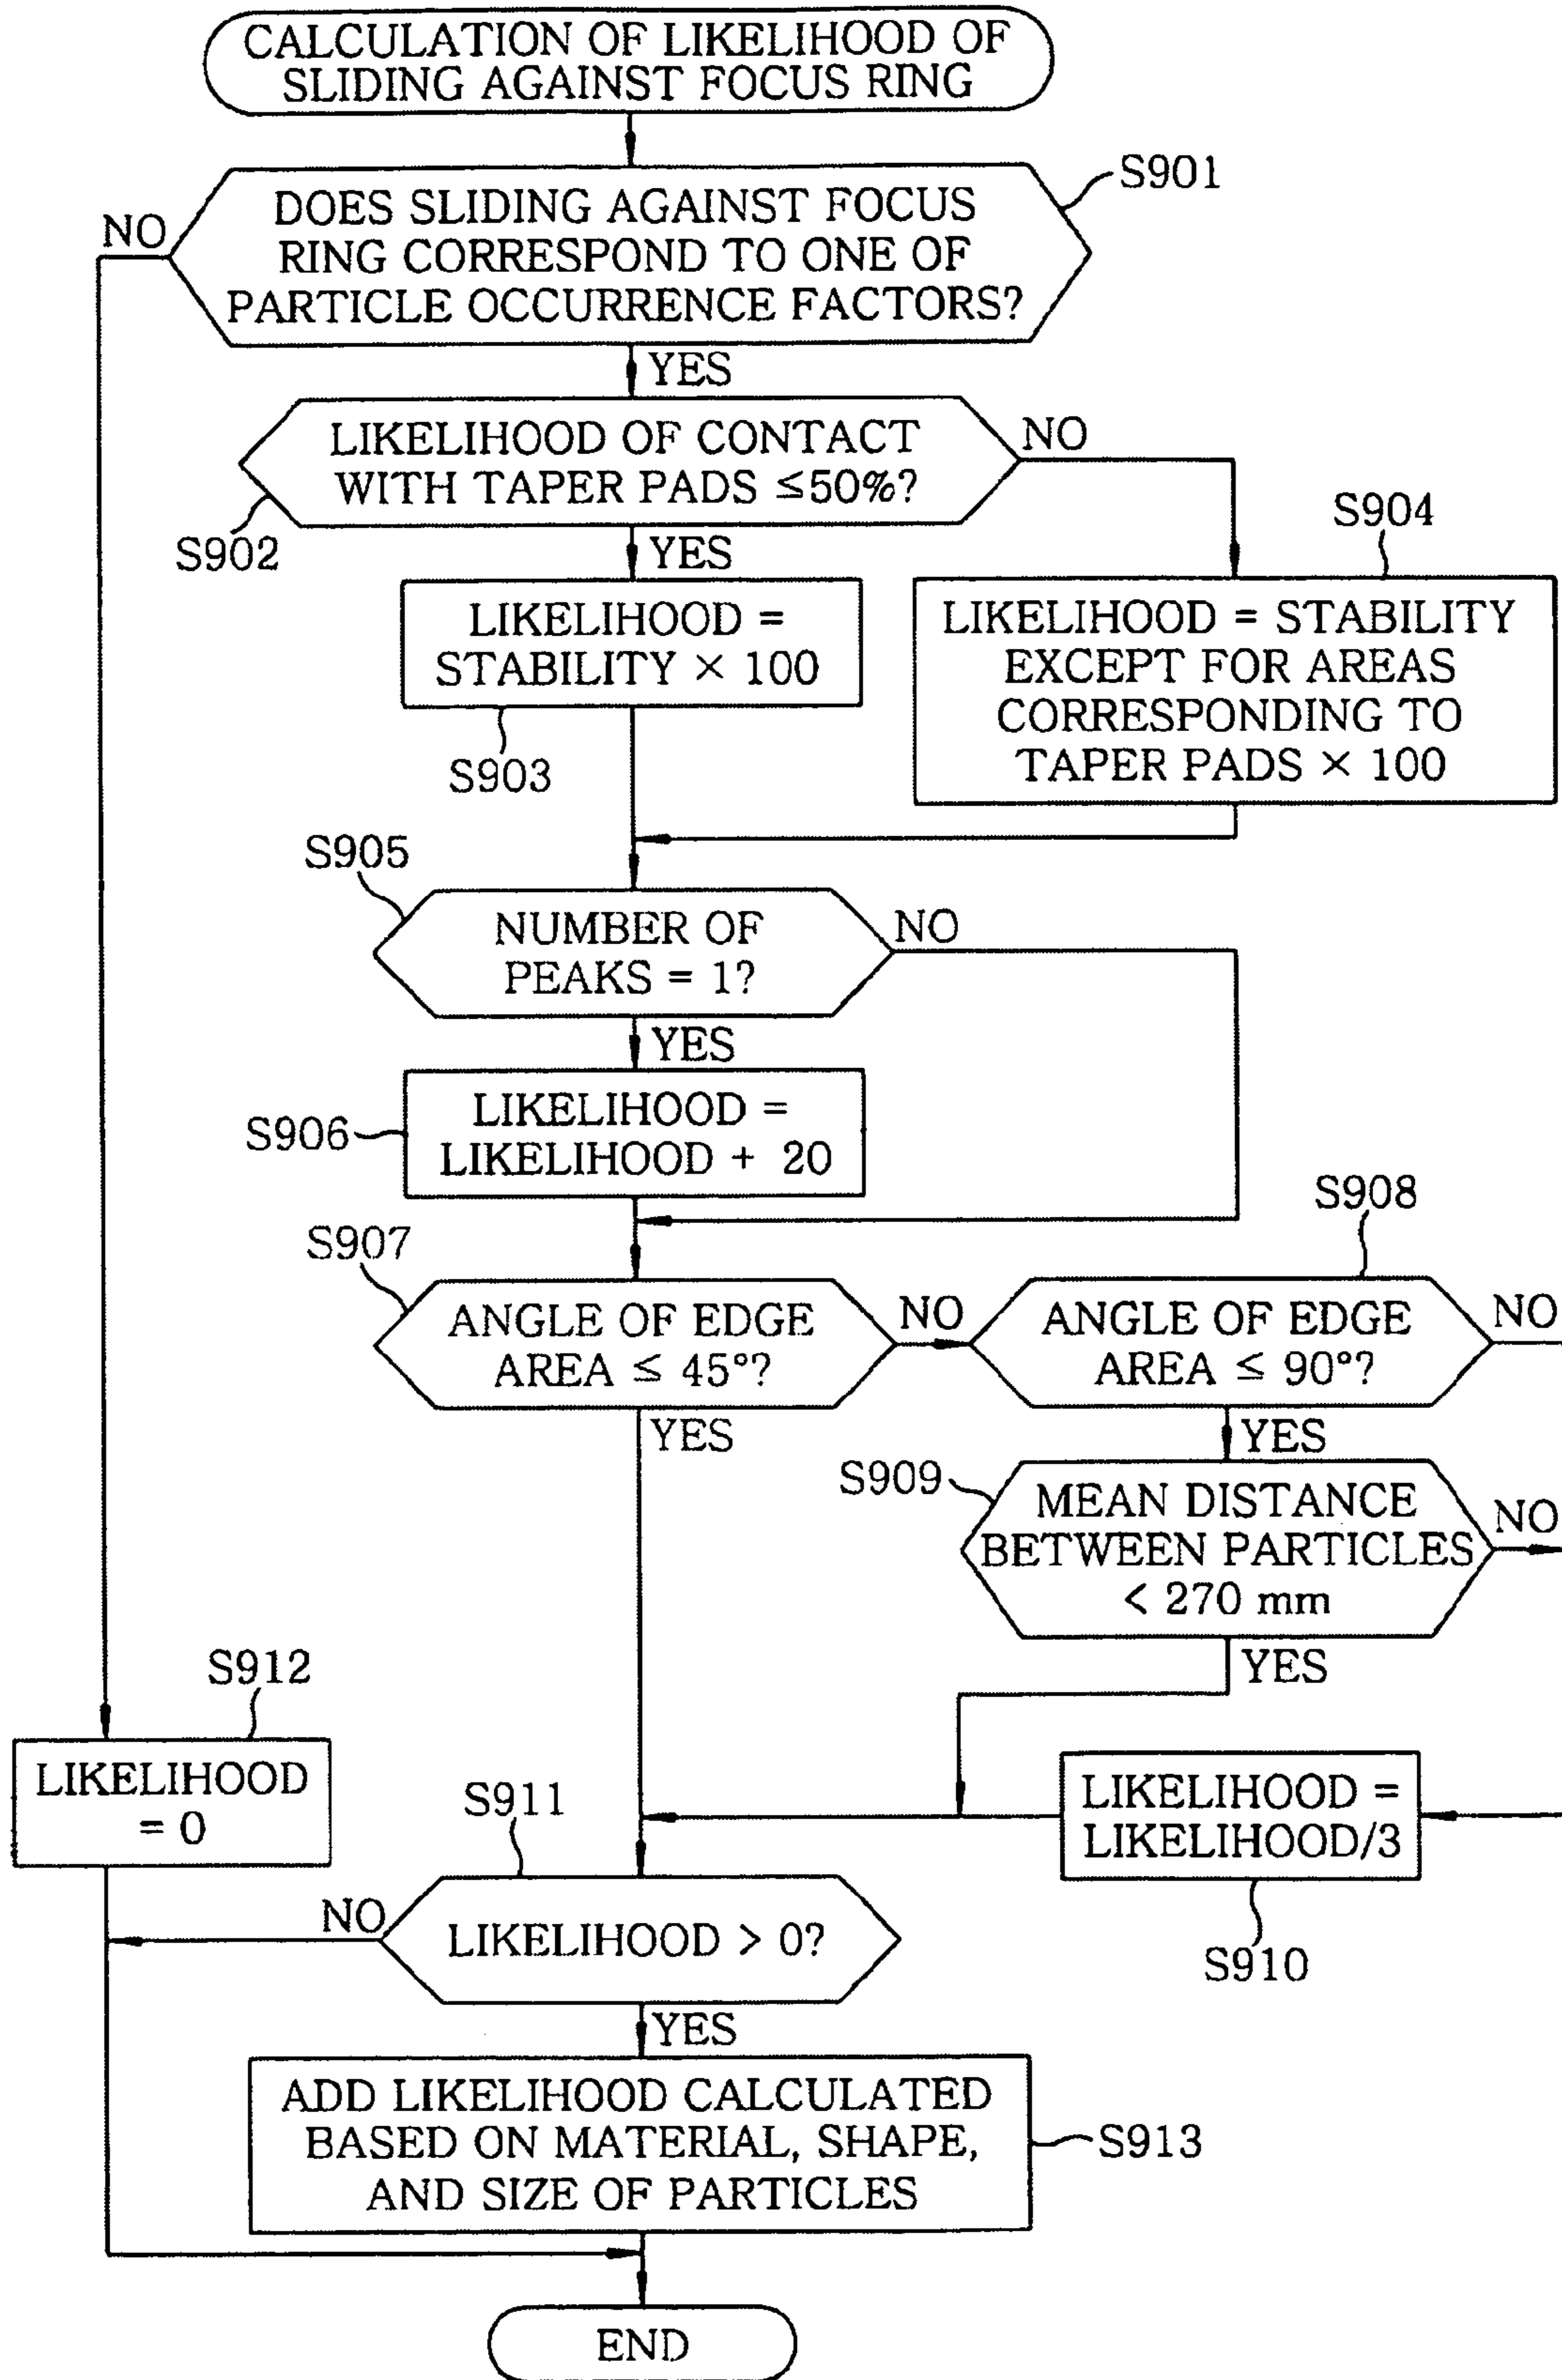 CALCULATION OF LIKELIHOOD OF
SLIDING AGAINST FOCUS RING
S901
NO
DOES SLIDING AGAINST FOCUS
RING CORRESPOND TO ONE OF
PARTICLE OCCURRENCE FACTORS?
YES
LIKELIHOOD OF CONTACT
WITH TAPER PADS ≤50%?
NO
S902
YES
S904
LIKELIHOOD =
STABILITY × 100
S903
LIKELIHOOD = STABILITY
EXCEPT FOR AREAS
CORRESPONDING TO
TAPER PADS × 100
S905
NUMBER OF
PEAKS = 1?
NO
YES
S906
LIKELIHOOD =
LIKELIHOOD + 20
S907
ANGLE OF EDGE
AREA ≤ 45°?
NO
YES
S908
ANGLE OF EDGE
AREA ≤ 90°?
NO
YES
S909
MEAN DISTANCE
BETWEEN PARTICLES
< 270 mm
NO
YES
S912
LIKELIHOOD
= 0
LIKELIHOOD =
LIKELIHOOD/3
S910
S911
NO
LIKELIHOOD > 0?
YES
ADD LIKELIHOOD CALCULATED
BASED ON MATERIAL, SHAPE,
AND SIZE OF PARTICLES
S913
END